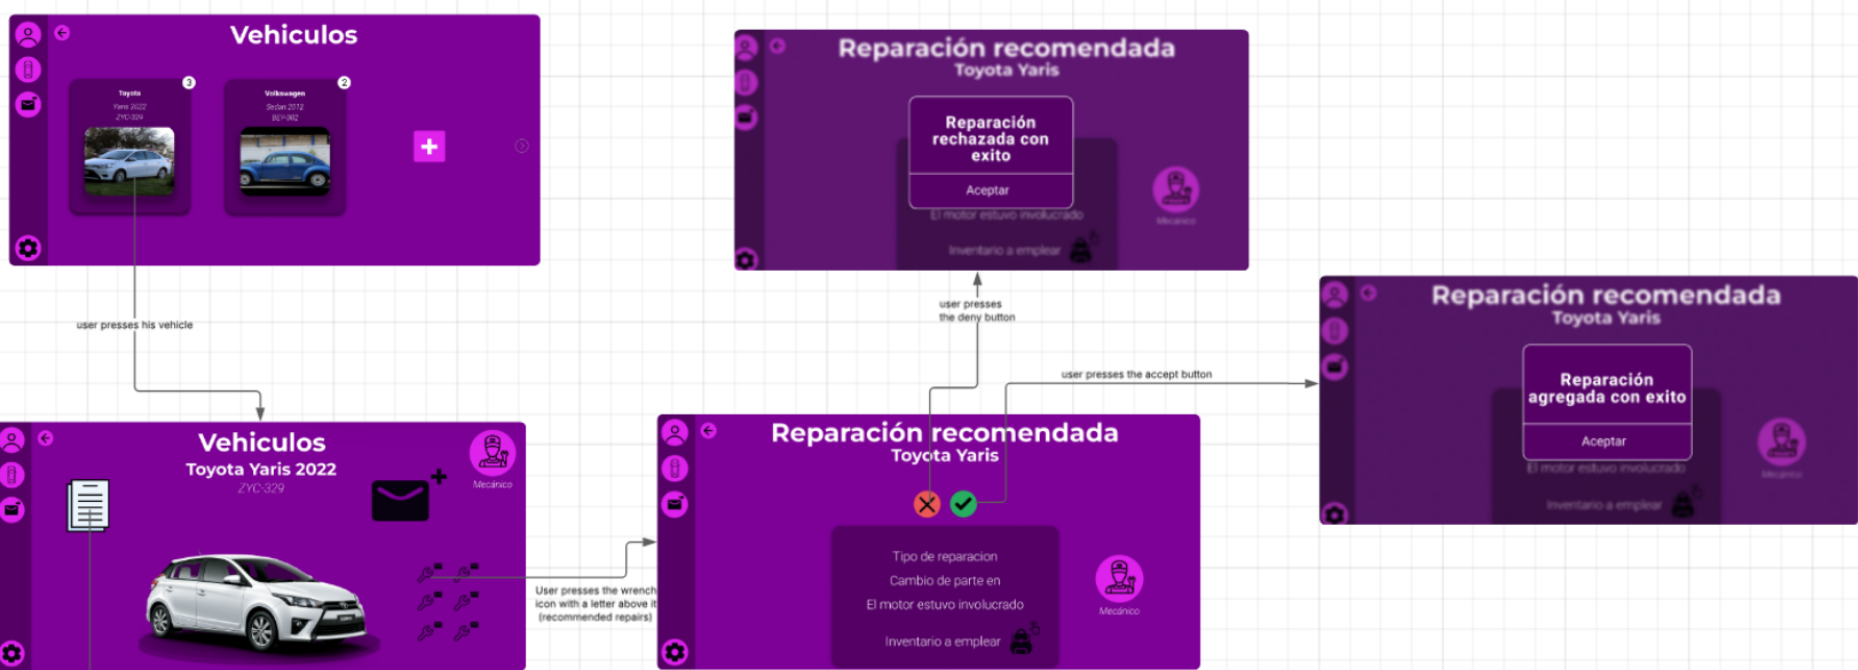 Vehiculos
3
Toyota
Yaris 2022
ZYC-329
2
Volkswagen
Sedan 2012
user presses his vehicle
Vehiculos
Toyota Yaris 2022
ZYC-329
Mecánico
User presses the wrench
icon with a letter above it
(recommended repairs)
Reparación recomendada
Toyota Yaris
Reparación
rechazada con
exito
Aceptar
El motor estuvo involucrado
Inventario a emplear
Mecánico
user presses
the deny button
user presses the accept button
Reparación recomendada
Toyota Yaris
Tipo de reparacion
Cambio de parte en
El motor estuvo involucrado
Inventario a emplear
Mecánico
Reparación recomendada
Toyota Yaris
Reparación
agregada con exito
Aceptar
El motor estuvo involucrado
Inventario a emplear
Mecánico